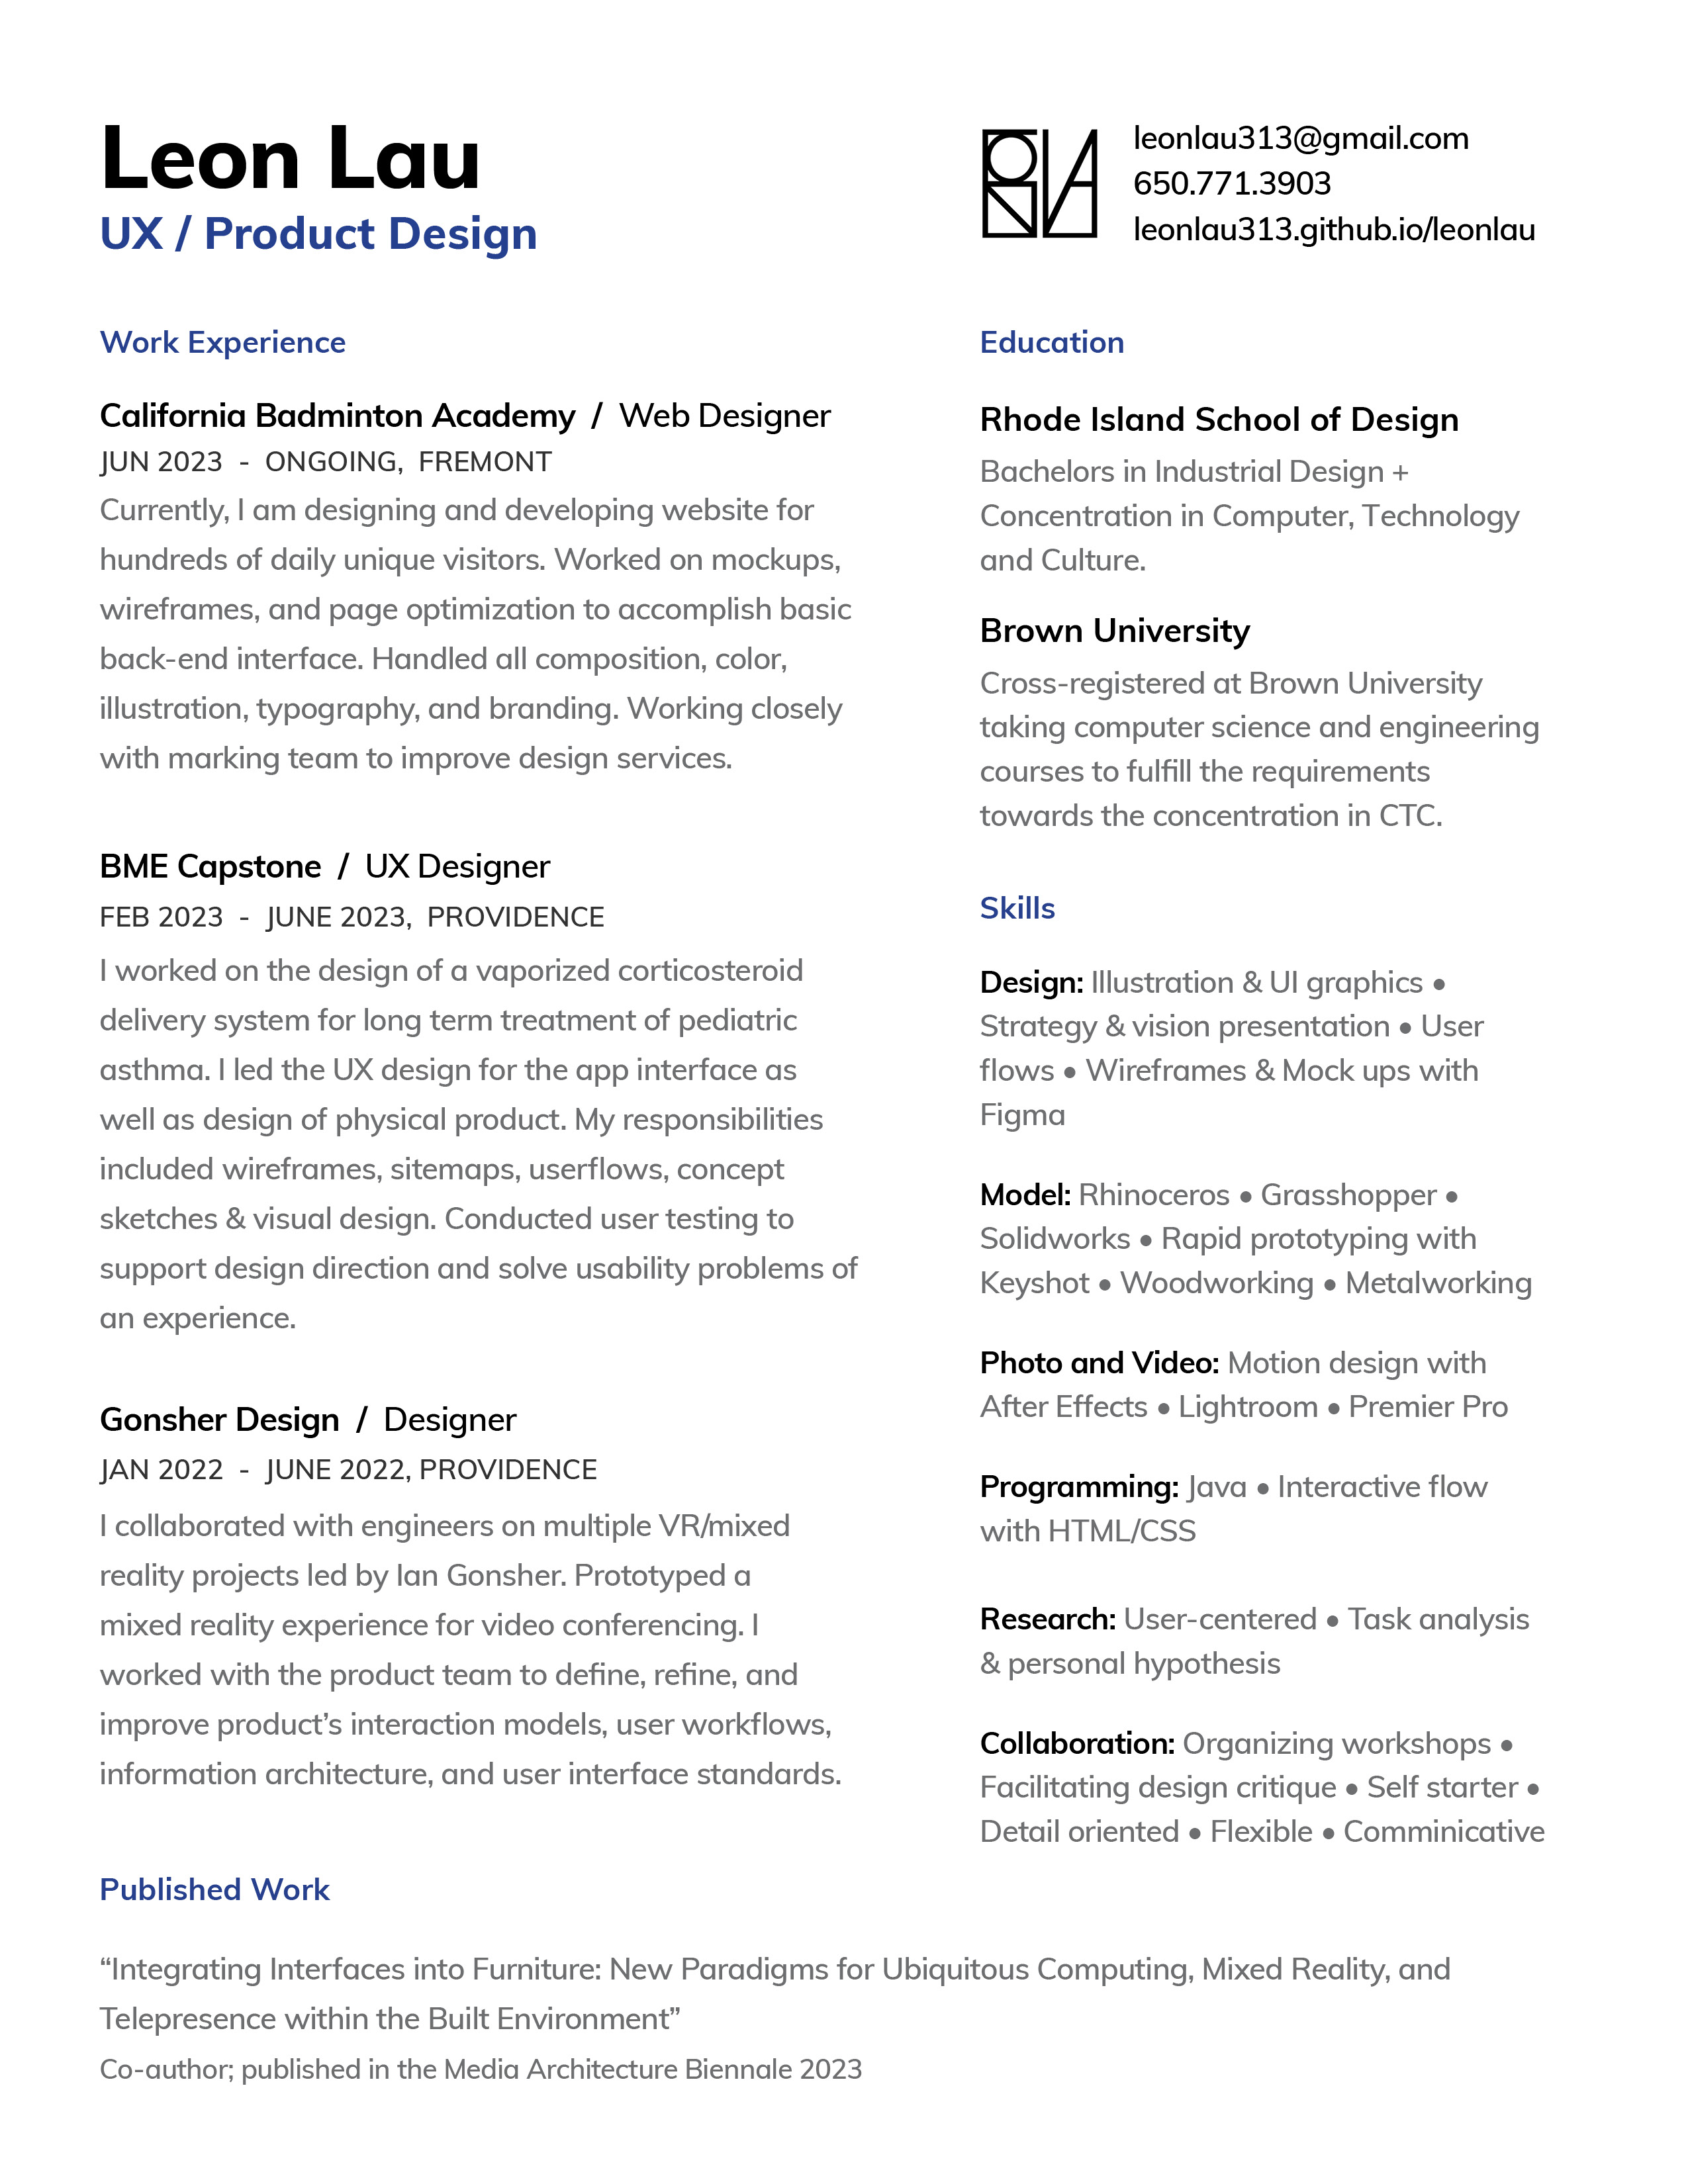 Leon Lau
UX / Product Design
leonlau313@gmail.com
650.771.3903
leonlau313.github.io/leonlau
Work Experience
California Badminton Academy / Web Designer
JUN 2023 - ONGOING, FREMONT
Currently, I am designing and developing website for
hundreds of daily unique visitors. Worked on mockups,
wireframes, and page optimization to accomplish basic
back-end interface. Handled all composition, color,
illustration, typography, and branding. Working closely
with marking team to improve design services.
BME Capstone / UX Designer
FEB 2023 - JUNE 2023, PROVIDENCE
I worked on the design of a vaporized corticosteroid
delivery system for long term treatment of pediatric
asthma. I led the UX design for the app interface as
well as design of physical product. My responsibilities
included wireframes, sitemaps, userflows, concept
sketches & visual design. Conducted user testing to
support design direction and solve usability problems of
an experience.
Gonsher Design / Designer
JAN 2022 - JUNE 2022, PROVIDENCE
I collaborated with engineers on multiple VR/mixed
reality projects led by Ian Gonsher. Prototyped a
mixed reality experience for video conferencing. I
worked with the product team to define, refine, and
improve product’s interaction models, user workflows,
information architecture, and user interface standards.
Education
Rhode Island School of Design
Bachelors in Industrial Design +
Concentration in Computer, Technology
and Culture.
Brown University
Cross-registered at Brown University
taking computer science and engineering
courses to fulfill the requirements
towards the concentration in CTC.
Skills
Design: Illustration & UI graphics •
Strategy & vision presentation • User
flows • Wireframes & Mock ups with
Figma
Model: Rhinoceros • Grasshopper •
Solidworks • Rapid prototyping with
Keyshot • Woodworking • Metalworking
Photo and Video: Motion design with
After Effects • Lightroom • Premier Pro
Programming: Java • Interactive flow
with HTML/CSS
Research: User-centered • Task analysis
& personal hypothesis
Collaboration: Organizing workshops •
Facilitating design critique • Self starter •
Detail oriented • Flexible • Comminicative
Published Work
“Integrating Interfaces into Furniture: New Paradigms for Ubiquitous Computing, Mixed Reality, and
Telepresence within the Built Environment”
Co-author; published in the Media Architecture Biennale 2023